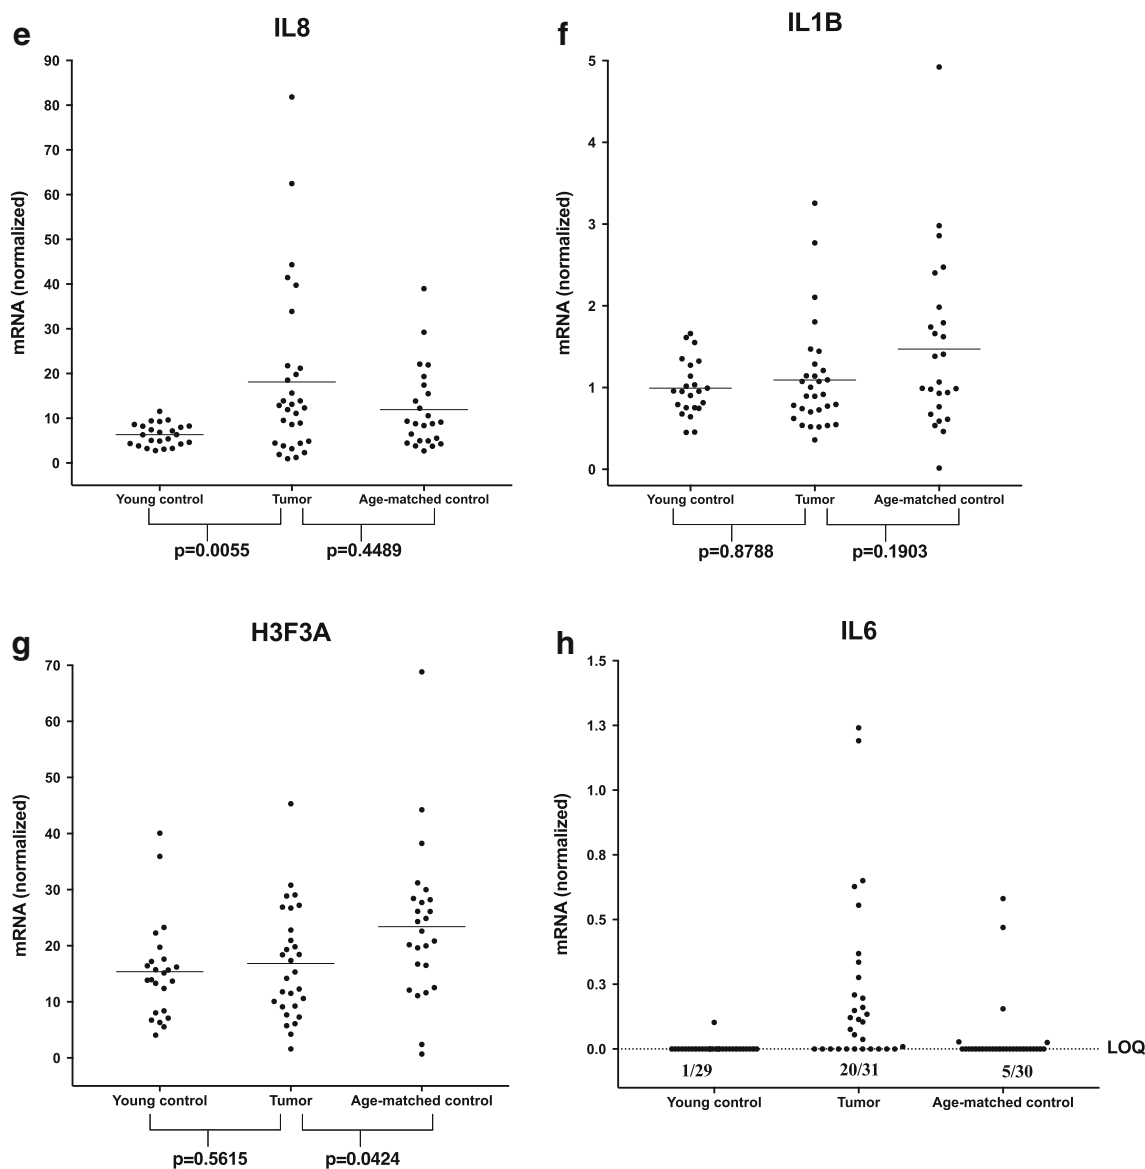 e
IL8
mRNA (normalized)
90
80
70
60
50
40
30
20
10
0
Young control
Tumor
Age-matched control
p=0.0055
p=0.4489
f
IL1B
mRNA (normalized)
5
4
3
2
1
0
Young control
Tumor
Age-matched control
p=0.8788
p=0.1903
g
H3F3A
mRNA (normalized)
70
60
50
40
30
20
10
0
Young control
Tumor
Age-matched control
p=0.5615
p=0.0424
h
IL6
mRNA (normalized)
1.5
1.3
1.0
0.8
0.5
0.3
0.0
LOQ
1/29
20/31
5/30
Young control
Tumor
Age-matched control